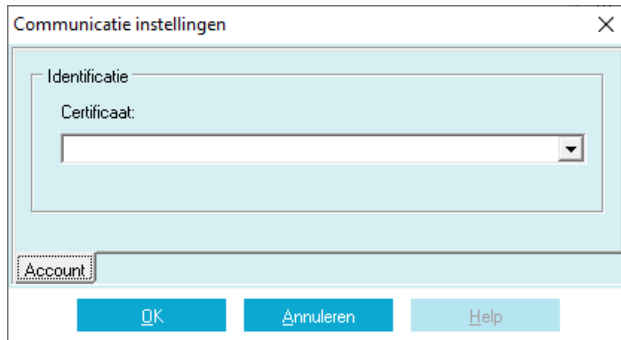 Communicatie instellingen
Identificatie
Certificaat:
Account
OK
Annuleren
Help